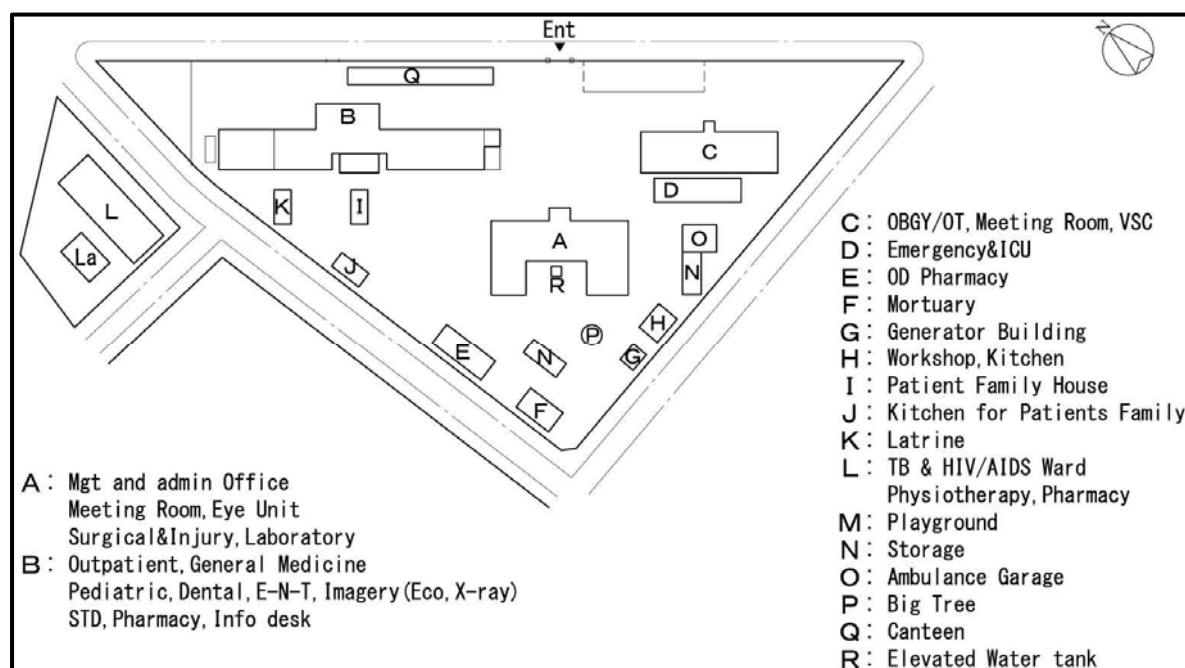 Ent
N
Q
B
C
D
L
K
I
A
O
La
J
R
N
H
P
E
N
G
F
A: Mgt and admin Office
Meeting Room, Eye Unit
Surgical&Injury, Laboratory
B: Outpatient, General Medicine
Pediatric, Dental, E-N-T, Imagery(Eco, X-ray)
STD, Pharmacy, Info desk
C: OBGY/OT, Meeting Room, VSC
D: Emergency&ICU
E: OD Pharmacy
F: Mortuary
G: Generator Building
H: Workshop, Kitchen
I: Patient Family House
J: Kitchen for Patients Family
K: Latrine
L: TB & HIV/AIDS Ward
Physiotherapy, Pharmacy
M: Playground
N: Storage
O: Ambulance Garage
P: Big Tree
Q: Canteen
R: Elevated Water tank